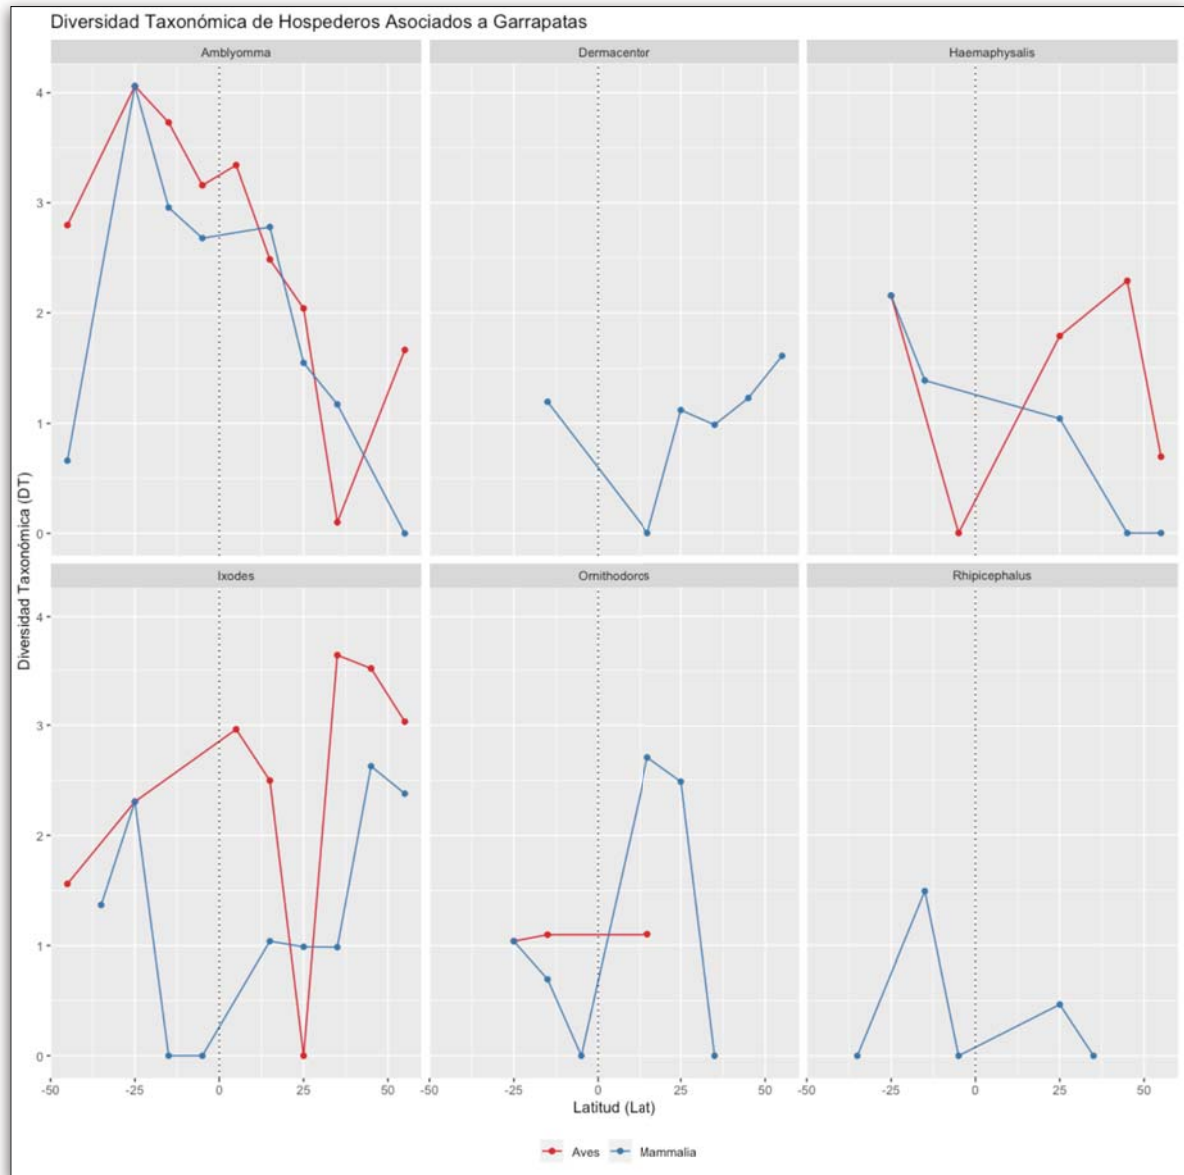 Diversidad Taxonómica de Hospederos Asociados a Garrapatas
Amblyomma
Dermacentor
Haemaphysalis
4
3
2
1
0
Ixodes
Ornithodoros
Rhipicephalus
4
3
2
1
0
-50 -25 0 25 50
-50 -25 0 25 50
-50 -25 0 25 50
Diversidad Taxonómica (DT)
Latitud (Lat)
Aves Mammalia